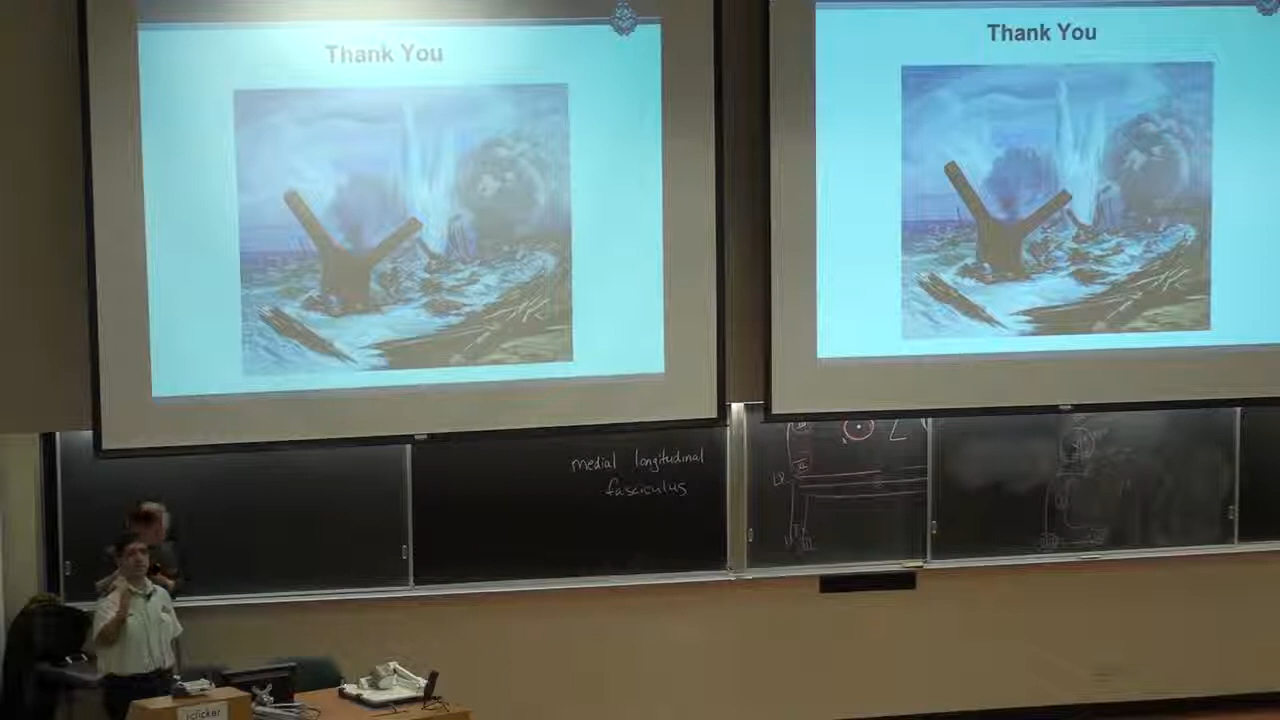 Thank You
Thank You
medial longitudinal
fasciculus
iclicker